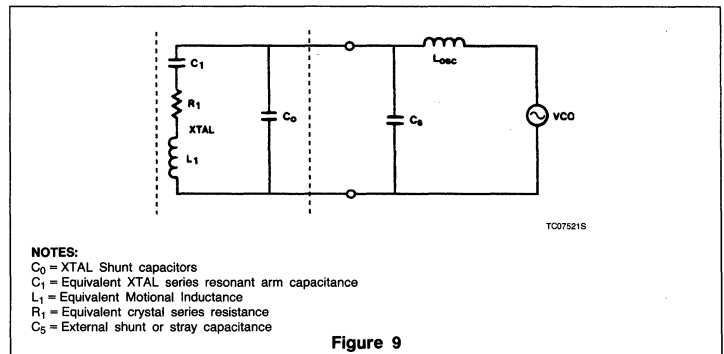 C₁
R₁
XTAL
L₁
C₀
Cₛ
Lₒₛc
VCO
TC07521S
NOTES:
C₀ = XTAL Shunt capacitors
C₁ = Equivalent XTAL series resonant arm capacitance
L₁ = Equivalent Motional Inductance
R₁ = Equivalent crystal series resistance
C₅ = External shunt or stray capacitance
Figure 9